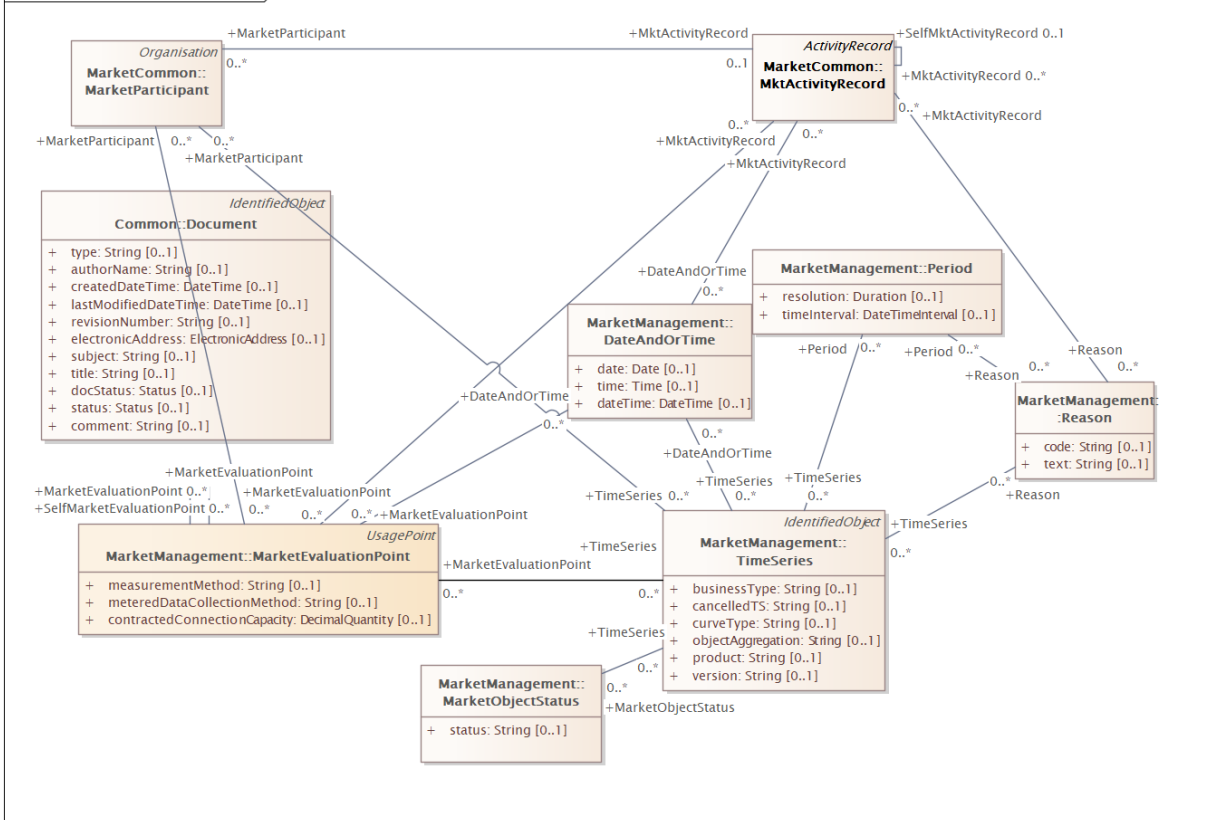 +MarketParticipant
+MktActivityRecord
+SelfMktActivityRecord 0..1
Organisation
MarketCommon::
MarketParticipant
0..*
0..1
ActivityRecord
MarketCommon::
MktActivityRecord
+MktActivityRecord 0..*
0..*
+MktActivityRecord
+MarketParticipant
0..*
0..*
+MarketParticipant
0..*
+MktActivityRecord
0..*
+MktActivityRecord
IdentifiedObject
Common::Document
+ type: String [0..1]
+ authorName: String [0..1]
+ createdDateTime: DateTime [0..1]
+ lastModifiedDateTime: DateTime [0..1]
+ revisionNumber: String [0..1]
+ electronicAddress: ElectronicAddress [0..1]
+ subject: String [0..1]
+ title: String [0..1]
+ docStatus: Status [0..1]
+ status: Status [0..1]
+ comment: String [0..1]
+DateAndOrTime
0..*
MarketManagement::Period
+ resolution: Duration [0..1]
+ timeInterval: DateTimeInterval [0..1]
MarketManagement::
DateAndOrTime
+ date: Date [0..1]
+ time: Time [0..1]
+ dateTime: DateTime [0..1]
+Period
0..*
+Period
0..*
+Reason
0..*
+Reason
0..*
MarketManagement:
:Reason
+ code: String [0..1]
+ text: String [0..1]
+DateAndOrTime
0..*
0..*
+DateAndOrTime
+MarketEvaluationPoint
+MarketEvaluationPoint 0..*
+SelfMarketEvaluationPoint 0..*
+MarketEvaluationPoint
0..*
0..*
0..*
+MarketEvaluationPoint
+TimeSeries
0..*
+TimeSeries
0..*
+TimeSeries
0..*
0..*
+Reason
+TimeSeries
0..*
UsagePoint
MarketManagement::MarketEvaluationPoint
+ measurementMethod: String [0..1]
+ meteredDataCollectionMethod: String [0..1]
+ contractedConnectionCapacity: DecimalQuantity [0..1]
+MarketEvaluationPoint
0..*
+TimeSeries
0..*
IdentifiedObject
MarketManagement::
TimeSeries
+ businessType: String [0..1]
+ cancelledTS: String [0..1]
+ curveType: String [0..1]
+ objectAggregation: String [0..1]
+ product: String [0..1]
+ version: String [0..1]
+TimeSeries
0..*
0..*
+MarketObjectStatus
MarketManagement::
MarketObjectStatus
+ status: String [0..1]